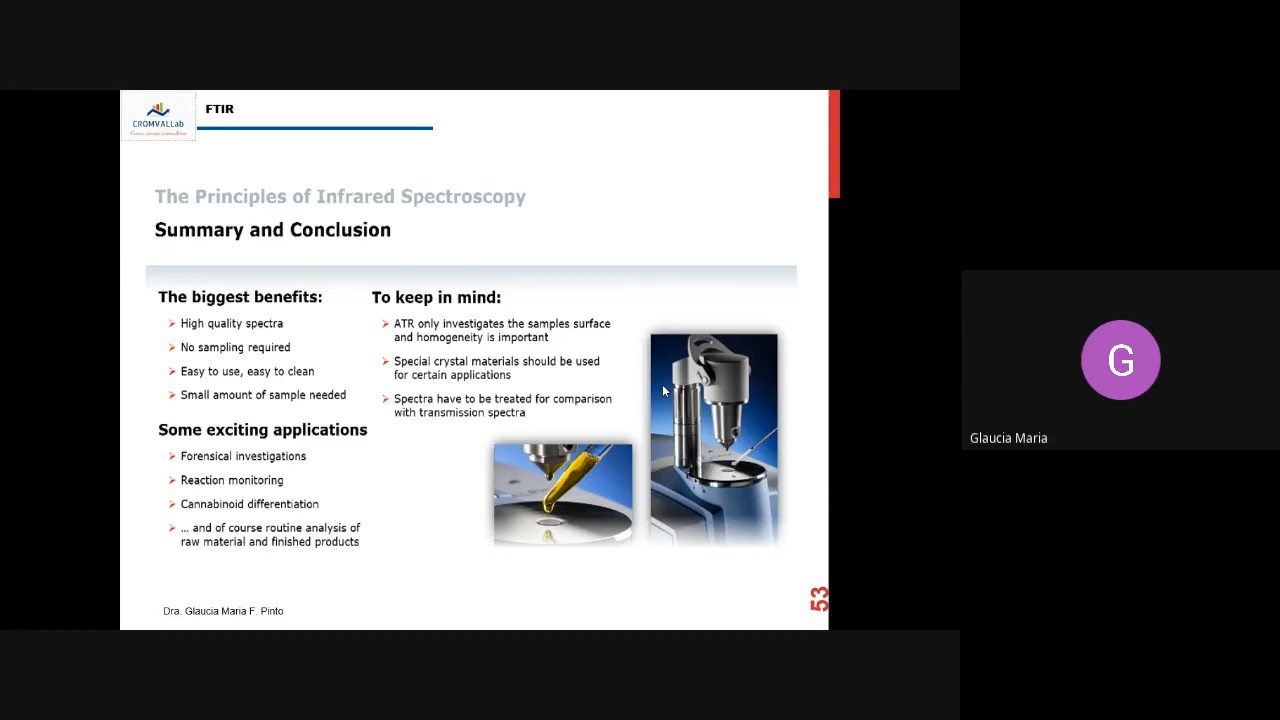 CROMVALLab
FTIR
The Principles of Infrared Spectroscopy
Summary and Conclusion
The biggest benefits:
➢ High quality spectra
➢ No sampling required
➢ Easy to use, easy to clean
➢ Small amount of sample needed
Some exciting applications
➢ Forensical investigations
➢ Reaction monitoring
➢ Cannabinoid differentiation
➢ ... and of course routine analysis of
raw material and finished products
To keep in mind:
➢ ATR only investigates the samples surface
and homogeneity is important
➢ Special crystal materials should be used
for certain applications
➢ Spectra have to be treated for comparison
with transmission spectra
Dra. Glaucia Maria F. Pinto
53
G
Glaucia Maria